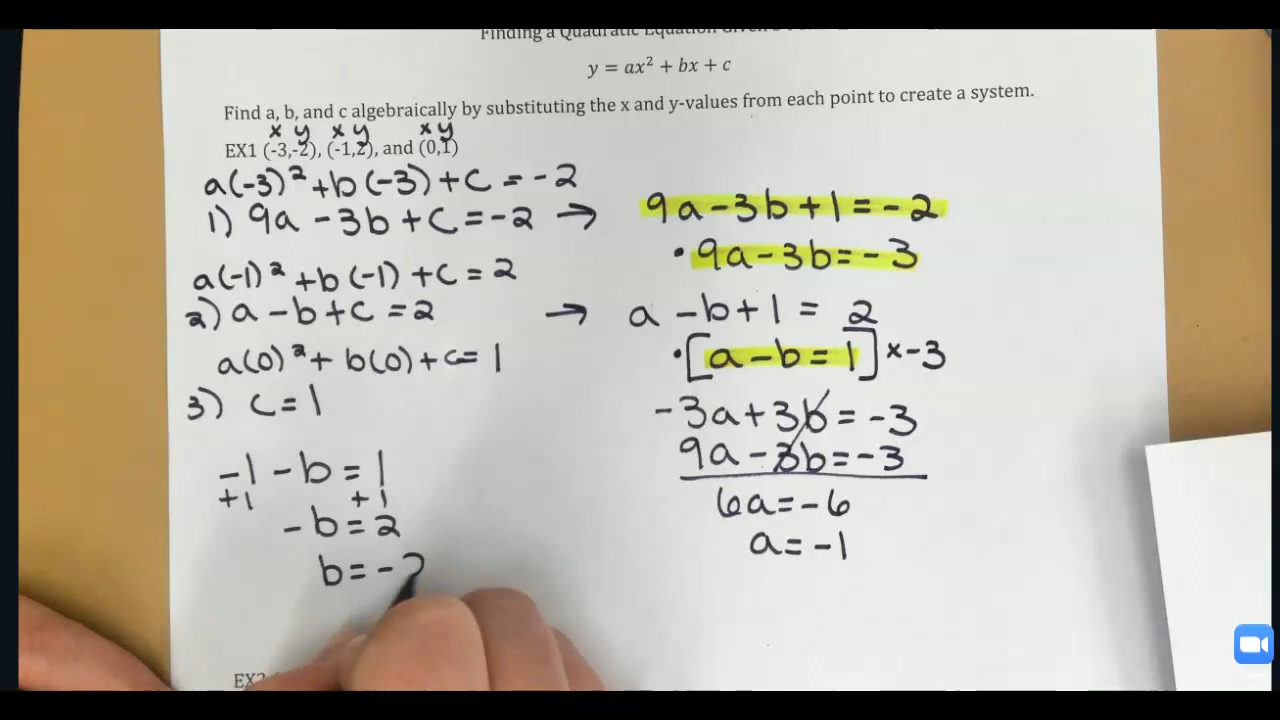 Finding a Quadratic Equation
y = ax² + bx + c
Find a, b, and c algebraically by substituting the x and y-values from each point to create a system.
x y x y x y
EX1 (-3,-2), (-1,2), and (0,1)
a(-3)² + b(-3) + c = -2
1) 9a - 3b + c = -2 →
a(-1)² + b(-1) + c = 2
2) a - b + c = 2 →
a(0)² + b(0) + c = 1
3) c = 1
-1 - b = 1
+1 +1
-b = 2
b = -2
9a - 3b + 1 = -2
• 9a - 3b = -3
a - b + 1 = 2
• [a - b = 1] x -3
-3a + 3b = -3
9a - 3b = -3
6a = -6
a = -1